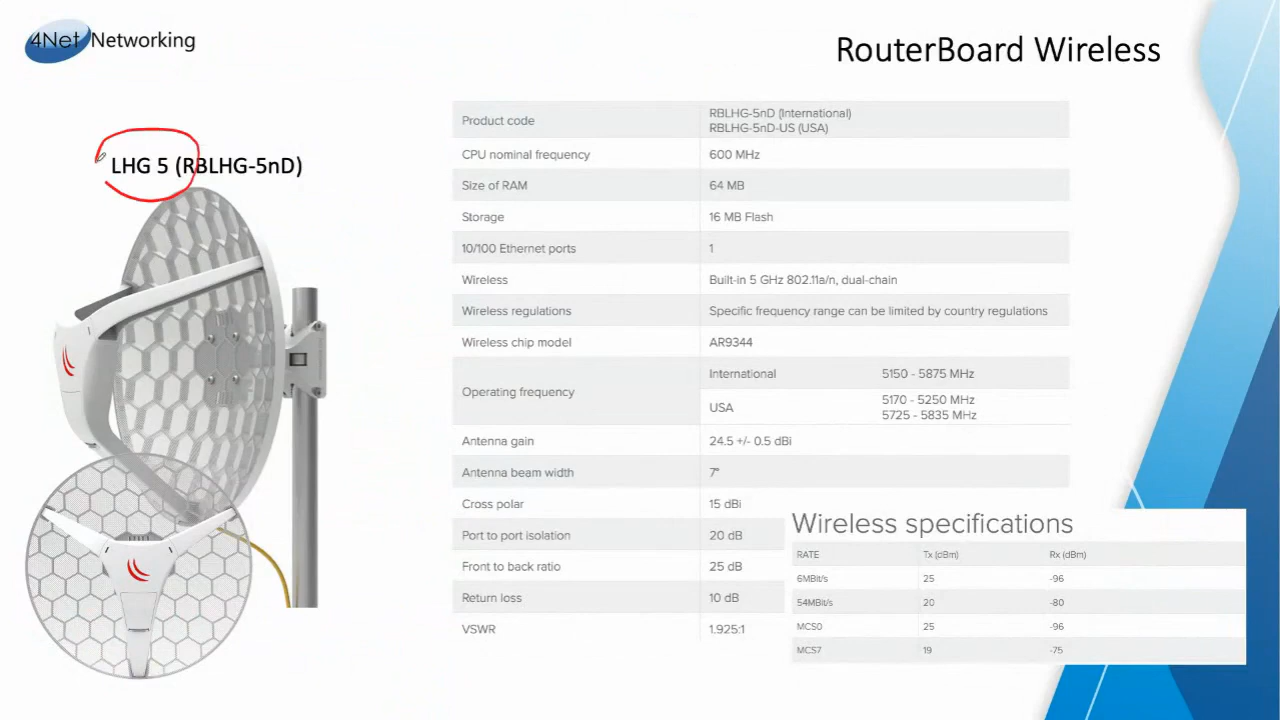 4Net Networking
RouterBoard Wireless
LHG 5 (RBLHG-5nD)
Product code RBLHG-5nD (International)
RBLHG-5nD-US (USA)
CPU nominal frequency 600 MHz
Size of RAM 64 MB
Storage 16 MB Flash
10/100 Ethernet ports 1
Wireless Built-in 5 GHz 802.11a/n, dual-chain
Wireless regulations Specific frequency range can be limited by country regulations
Wireless chip model AR9344
Operating frequency International 5150 - 5875 MHz
USA 5170 - 5250 MHz
5725 - 5835 MHz
Antenna gain 24.5 +/- 0.5 dBi
Antenna beam width 7°
Cross polar 15 dBi
Port to port isolation 20 dB
Front to back ratio 25 dB
Return loss 10 dB
VSWR 1.925:1
Wireless specifications
RATE Tx (dBm) Rx (dBm)
6MBit/s 25 -96
54MBit/s 20 -80
MCS0 25 -96
MCS7 19 -75